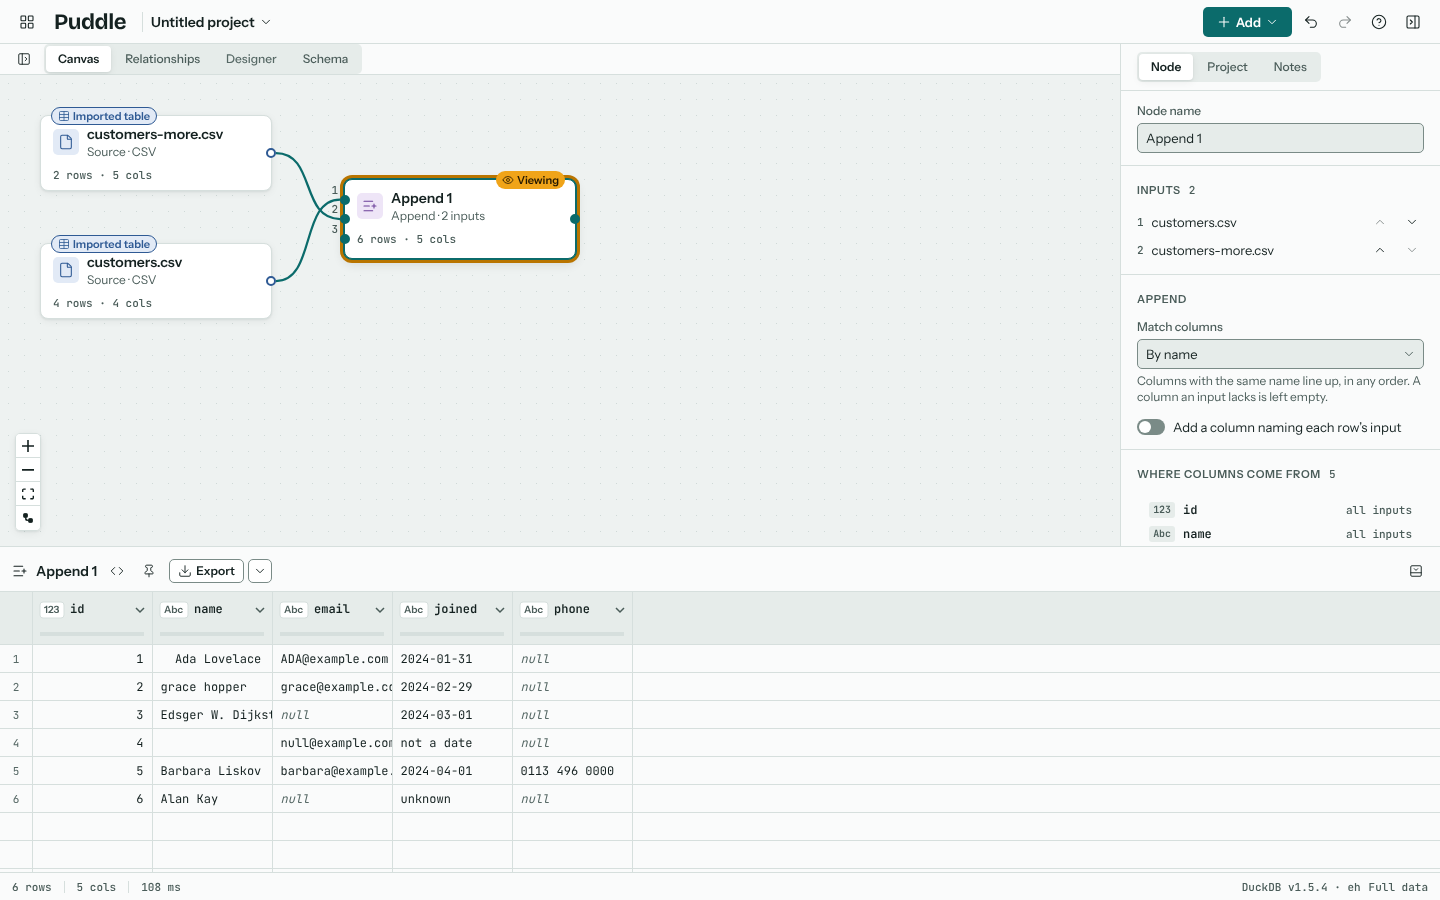 Puddle
Untitled project
Add
Canvas
Relationships
Designer
Schema
Node
Project
Notes
Imported table
customers-more.csv
Source · CSV
2 rows · 5 cols
Imported table
customers.csv
Source · CSV
4 rows · 4 cols
1
2
3
Viewing
Append 1
Append · 2 inputs
6 rows · 5 cols
Node name
Append 1
INPUTS 2
1 customers.csv
2 customers-more.csv
APPEND
Match columns
By name
Columns with the same name line up, in any order. A
column an input lacks is left empty.
Add a column naming each row's input
WHERE COLUMNS COME FROM 5
123 id all inputs
Abc name all inputs
Append 1
Export
123 id Abc name Abc email Abc joined Abc phone
1 1 Ada Lovelace ADA@example.com 2024-01-31 null
2 2 grace hopper grace@example.co 2024-02-29 null
3 3 Edsger W. Dijkst null 2024-03-01 null
4 4 null@example.com not a date null
5 5 Barbara Liskov barbara@example. 2024-04-01 0113 496 0000
6 6 Alan Kay null unknown null
6 rows 5 cols 108 ms
DuckDB v1.5.4 · eh Full data